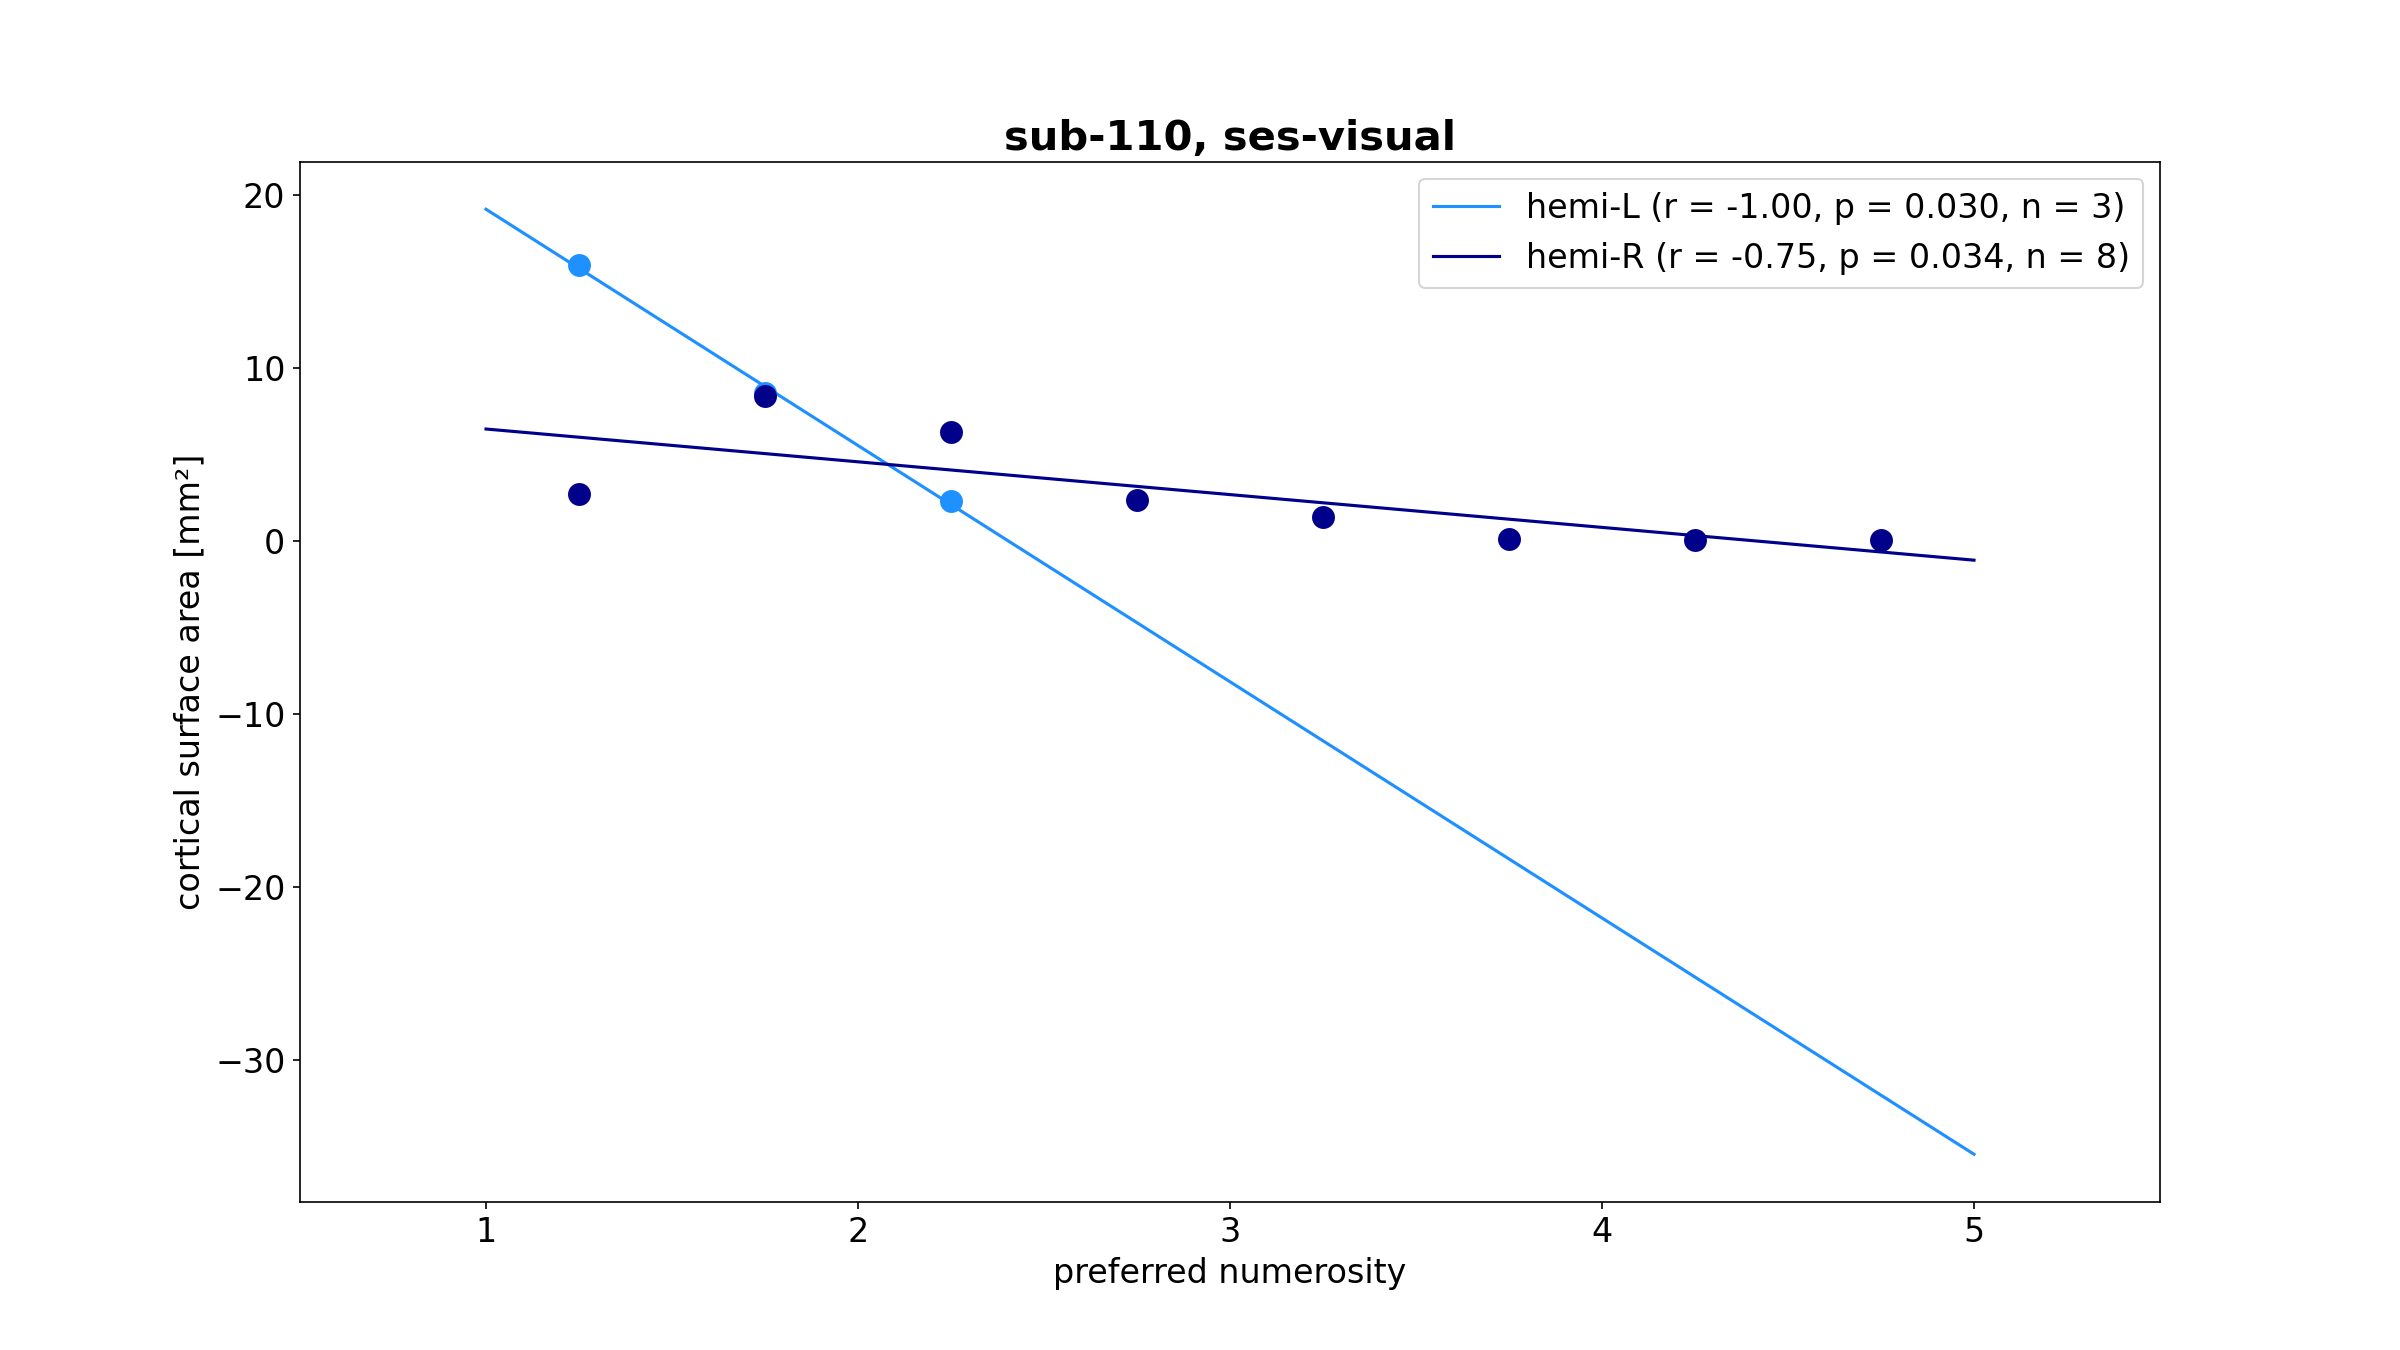 sub-110, ses-visual
hemi-L (r = -1.00, p = 0.030, n = 3)
hemi-R (r = -0.75, p = 0.034, n = 8)
cortical surface area [mm²]
20
10
0
−10
−20
−30
1 2 3 4 5
preferred numerosity